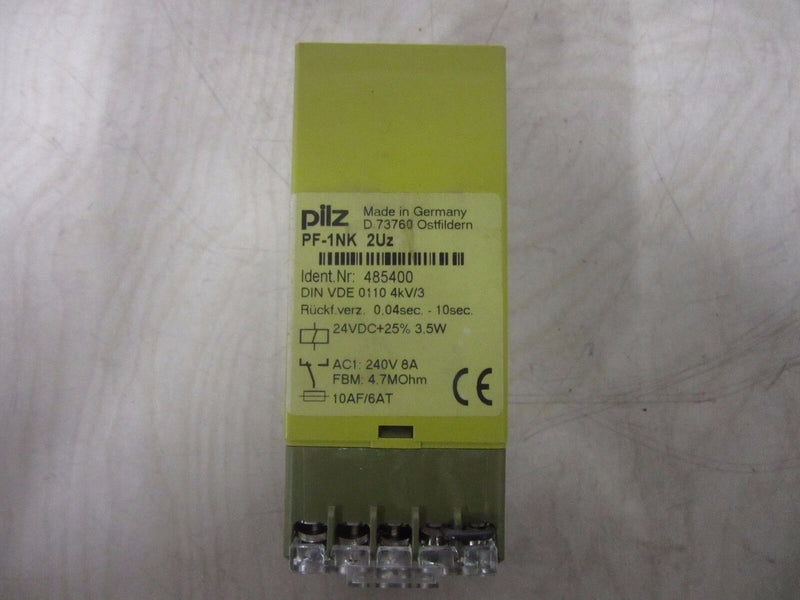 pilz Made in Germany
D 73760 Ostfildern
PF-1NK 2Uz
Ident.Nr: 485400
DIN VDE 0110 4kV/3
Rückf.verz. 0.04sec. - 10sec.
24VDC+25% 3.5W
AC1: 240V 8A
FBM: 4.7MOhm
10AF/6AT
CE